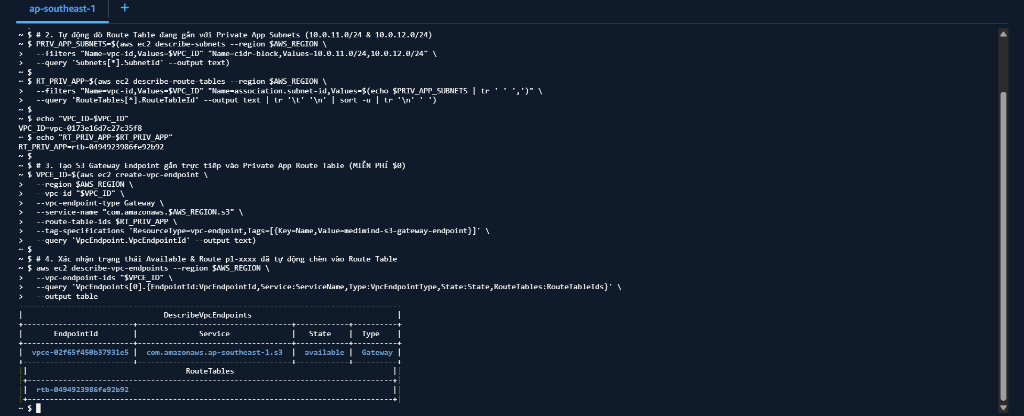 ap-southeast-1 +
~ $ # 2. Tự động dò Route Table đang gắn với Private App Subnets (10.0.11.0/24 & 10.0.12.0/24)
~ $ PRIV_APP_SUBNETS=$(aws ec2 describe-subnets --region $AWS_REGION \
>   --filters "Name=vpc-id,Values=$VPC_ID" "Name=cidr-block,Values=10.0.11.0/24,10.0.12.0/24" \
>   --query 'Subnets[*].SubnetId' --output text)
~ $
~ $ RT_PRIV_APP=$(aws ec2 describe-route-tables --region $AWS_REGION \
>   --filters "Name=vpc-id,Values=$VPC_ID" "Name=association.subnet-id,Values=$(echo $PRIV_APP_SUBNETS | tr ' ' ',')" \
>   --query 'RouteTables[*].RouteTableId' --output text | tr '\t' '\n' | sort -u | tr '\n' ' ')
~ $
~ $ echo "VPC_ID=$VPC_ID"
VPC_ID=vpc-0173e16d7c27c35f8
~ $ echo "RT_PRIV_APP=$RT_PRIV_APP"
RT_PRIV_APP=rtb-0494923986fe92b92
~ $
~ $ # 3. Tạo S3 Gateway Endpoint gắn trực tiếp vào Private App Route Table (MIỄN PHÍ $0)
~ $ VPCE_ID=$(aws ec2 create-vpc-endpoint \
>   --region $AWS_REGION \
>   --vpc-id "$VPC_ID" \
>   --vpc-endpoint-type Gateway \
>   --service-name "com.amazonaws.$AWS_REGION.s3" \
>   --route-table-ids $RT_PRIV_APP \
>   --tag-specifications 'ResourceType=vpc-endpoint,Tags=[{Key=Name,Value=medimind-s3-gateway-endpoint}]' \
>   --query 'VpcEndpoint.VpcEndpointId' --output text)
~ $
~ $ # 4. Xác nhận trạng thái Available & Route pl-xxxx đã tự động chèn vào Route Table
~ $ aws ec2 describe-vpc-endpoints --region $AWS_REGION \
>   --vpc-endpoint-ids "$VPCE_ID" \
>   --query 'VpcEndpoints[0].{EndpointId:VpcEndpointId,Service:ServiceName,Type:VpcEndpointType,State:State,RouteTables:RouteTableIds}' \
>   --output table
| DescribeVpcEndpoints |
| EndpointId | Service | State | Type |
| vpce-02f65f450b37931e5 | com.amazonaws.ap-southeast-1.s3 | available | Gateway |
|| RouteTables ||
|| rtb-0494923986fe92b92 ||
~ $